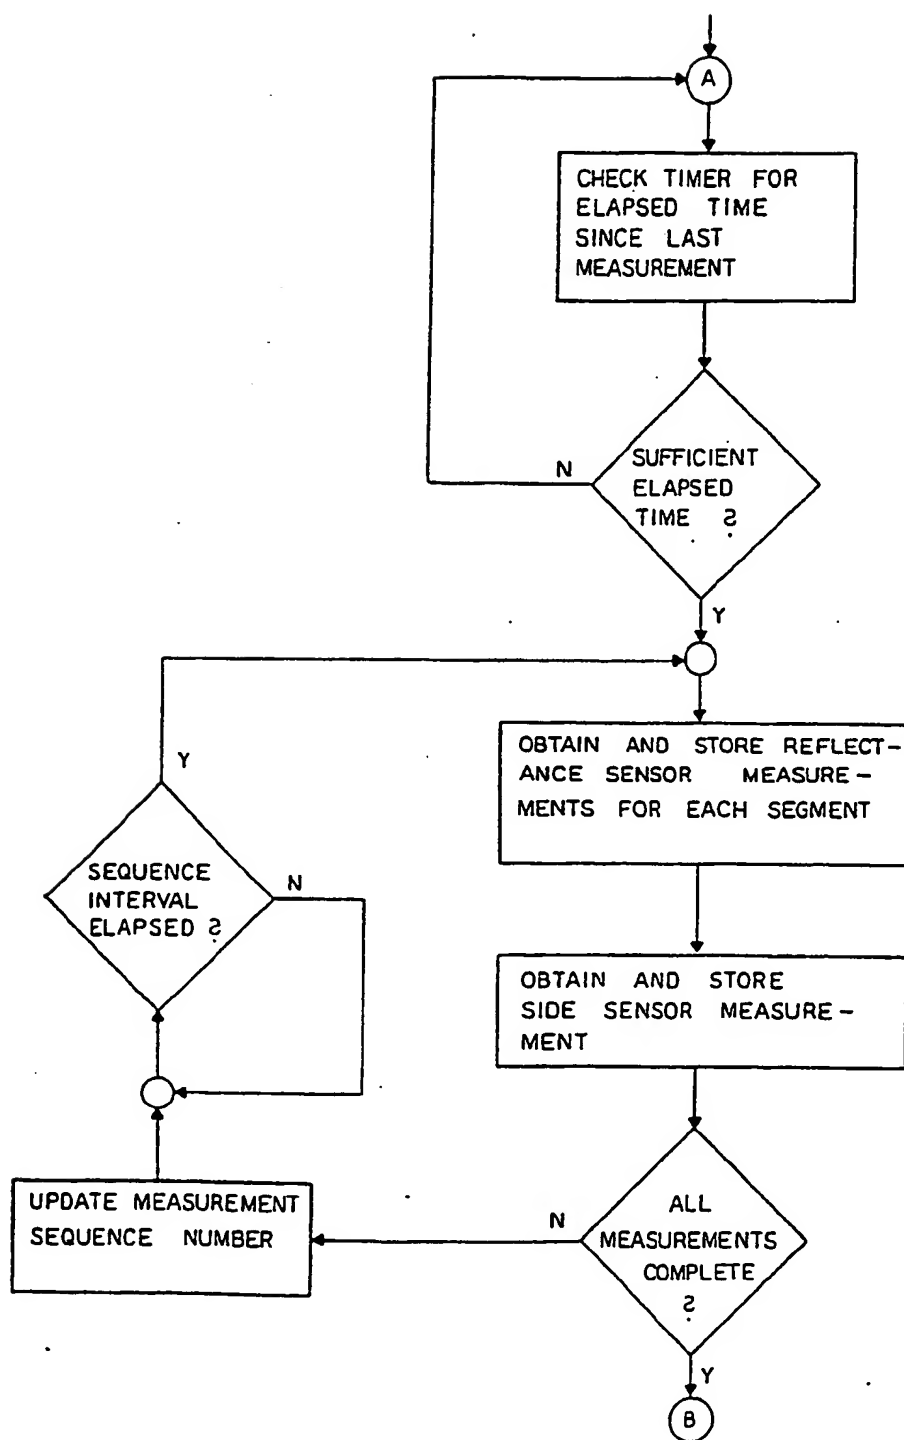 A
CHECK TIMER FOR
ELAPSED TIME
SINCE LAST
MEASUREMENT
SUFFICIENT
ELAPSED
TIME ?
N
Y
OBTAIN AND STORE REFLECT-
ANCE SENSOR MEASURE-
MENTS FOR EACH SEGMENT
OBTAIN AND STORE
SIDE SENSOR MEASURE-
MENT
ALL
MEASUREMENTS
COMPLETE
?
N
Y
UPDATE MEASUREMENT
SEQUENCE NUMBER
SEQUENCE
INTERVAL
ELAPSED ?
N
Y
B